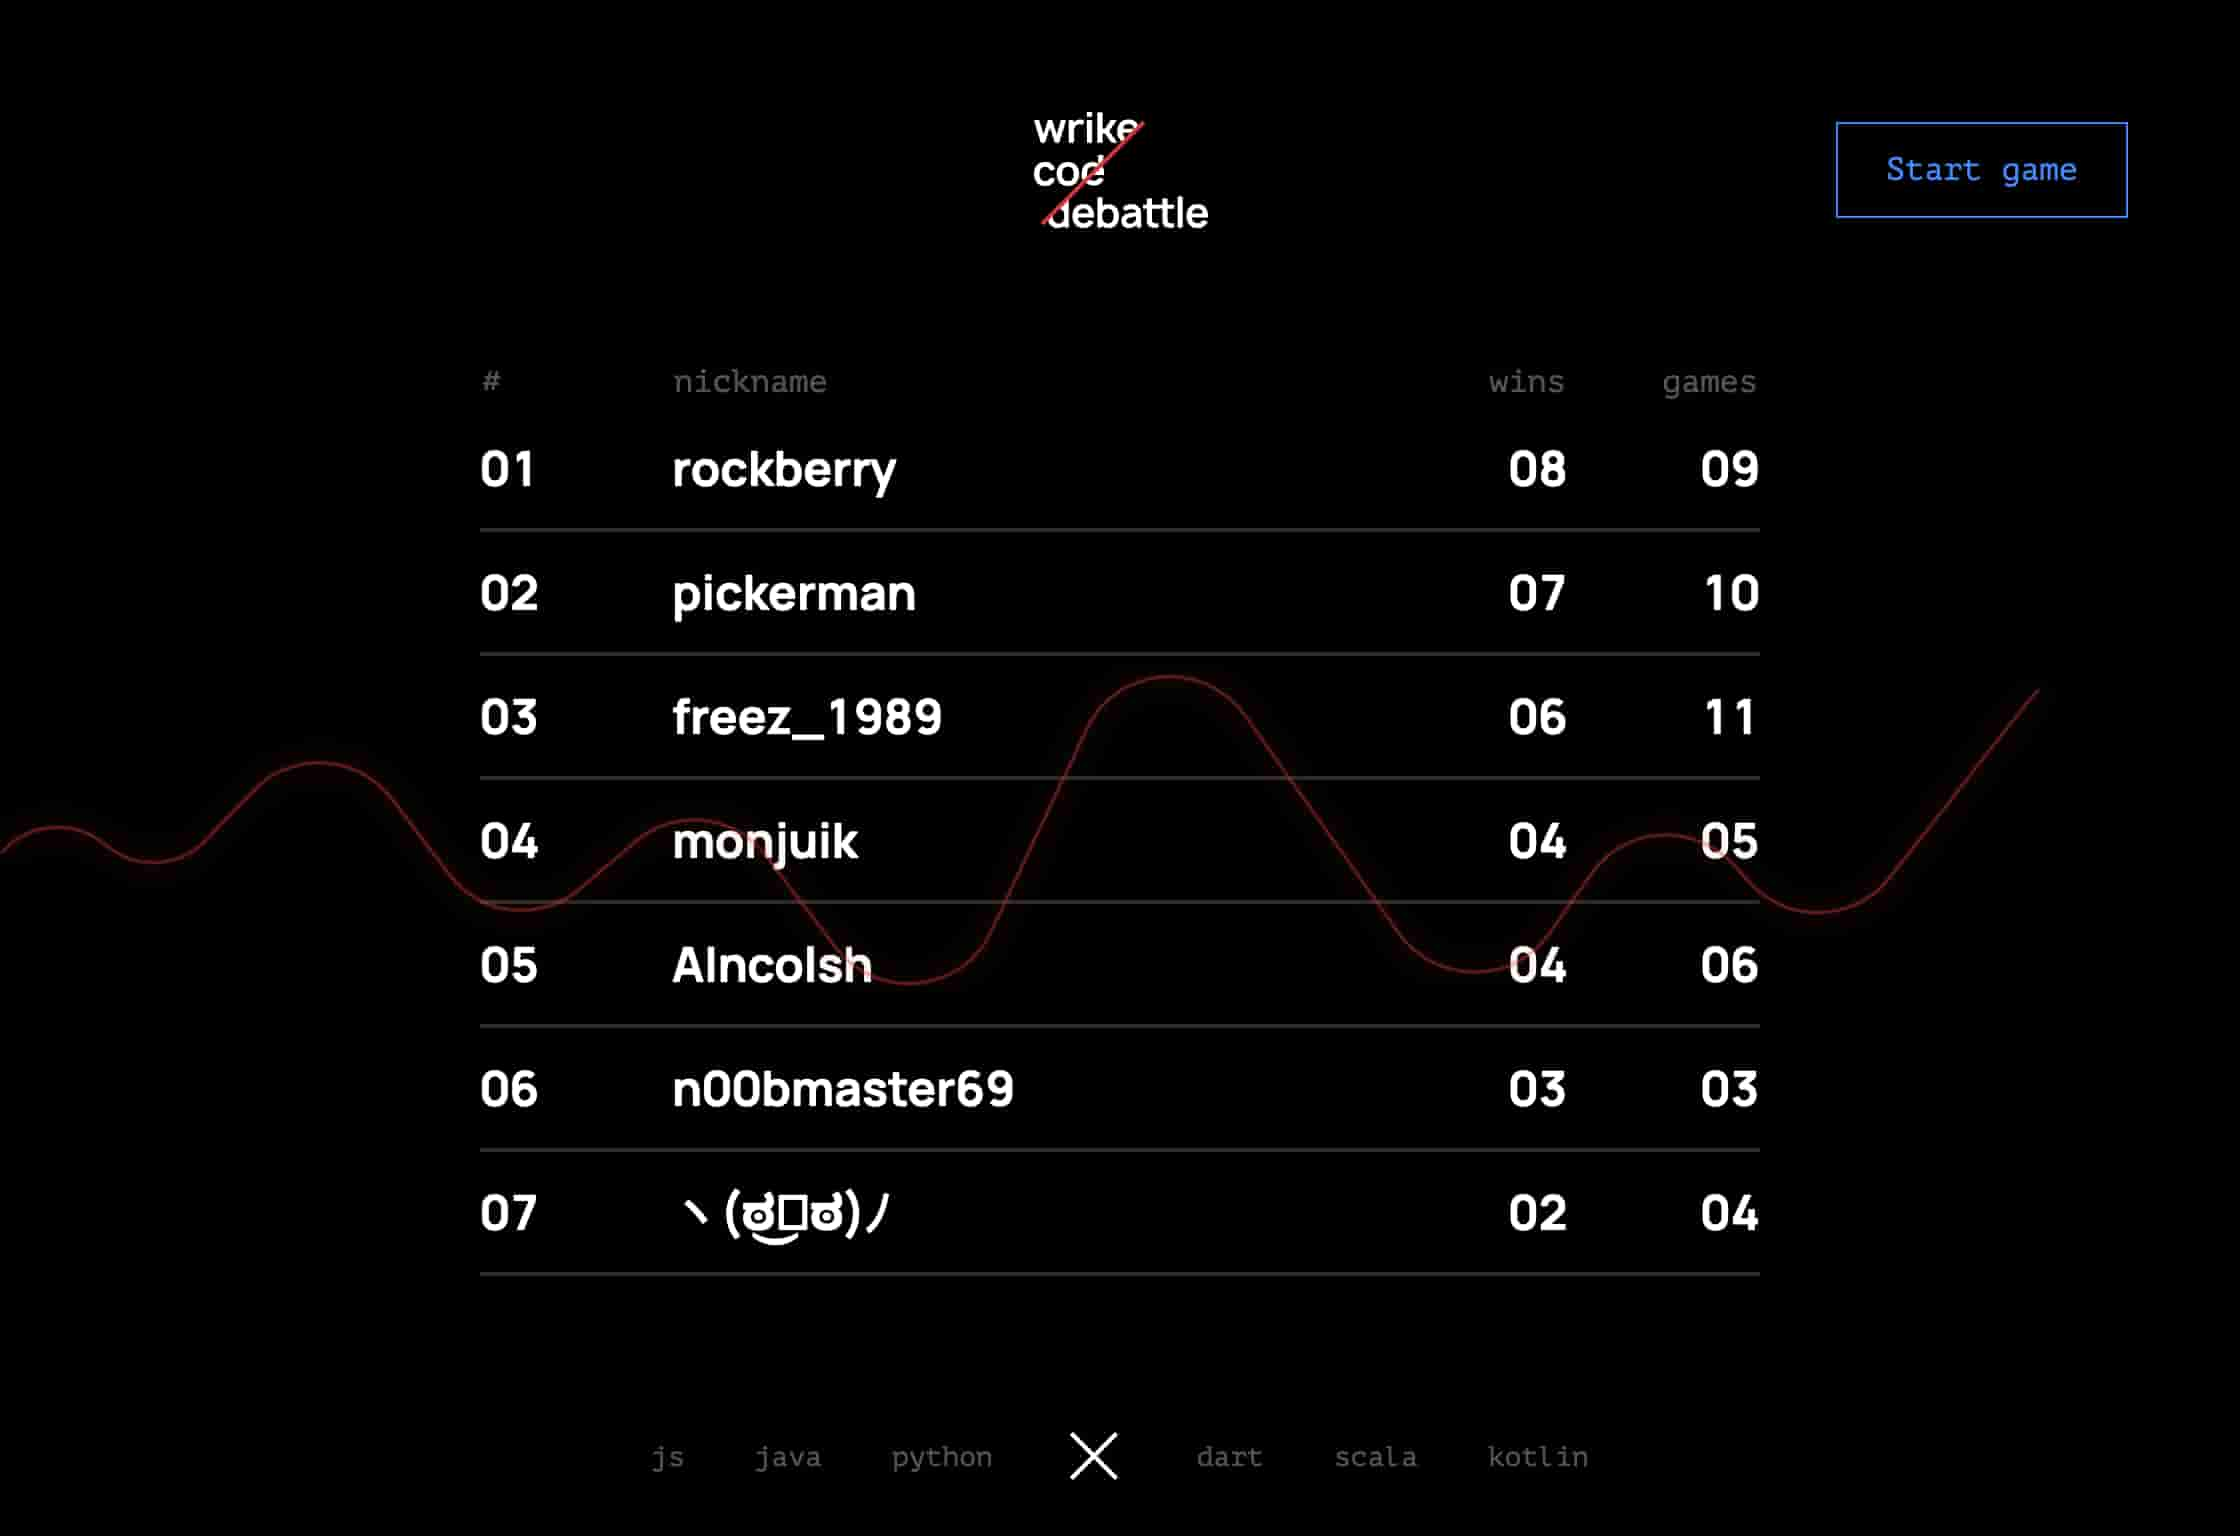 wrike
cod
debattle
Start game
# nickname wins games
01 rockberry 08 09
02 pickerman 07 10
03 freez_1989 06 11
04 monjuik 04 05
05 Alncolsh 04 06
06 n00bmaster69 03 03
07 ヽ(ಠ͜□ಠ)ノ 02 04
js java python dart scala kotlin